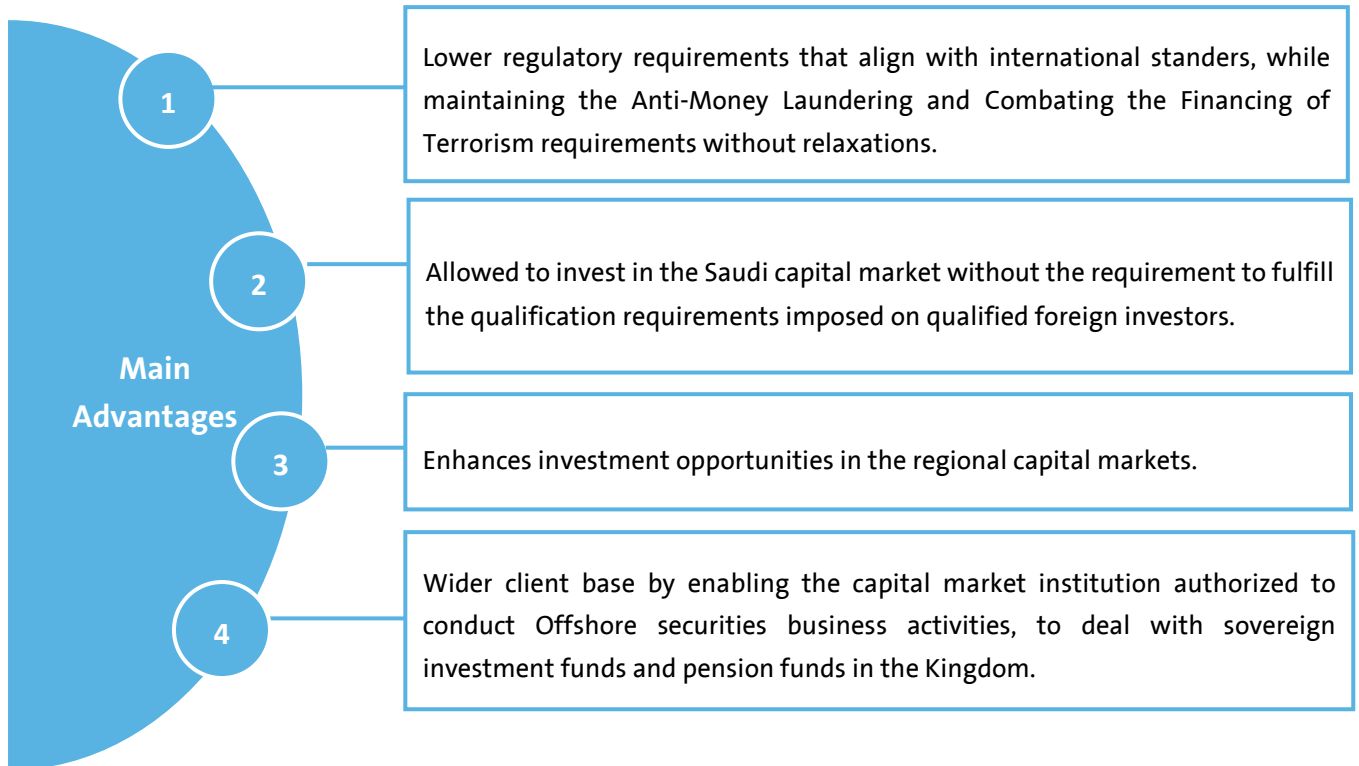 Main
Advantages
1
Lower regulatory requirements that align with international standers, while
maintaining the Anti-Money Laundering and Combating the Financing of
Terrorism requirements without relaxations.
2
Allowed to invest in the Saudi capital market without the requirement to fulfill
the qualification requirements imposed on qualified foreign investors.
3
Enhances investment opportunities in the regional capital markets.
4
Wider client base by enabling the capital market institution authorized to
conduct Offshore securities business activities, to deal with sovereign
investment funds and pension funds in the Kingdom.